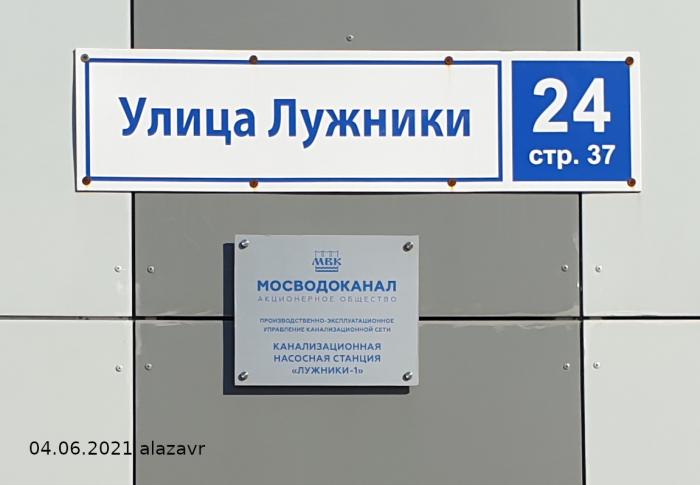 Улица Лужники
24
стр. 37
МВК
МОСВОДОКАНАЛ
АКЦИОНЕРНОЕ ОБЩЕСТВО
ПРОИЗВОДСТВЕННО-ЭКСПЛУАТАЦИОННОЕ
УПРАВЛЕНИЕ КАНАЛИЗАЦИОННОЙ СЕТИ
КАНАЛИЗАЦИОННАЯ
НАСОСНАЯ СТАНЦИЯ
«ЛУЖНИКИ-1»
04.06.2021 alazavr